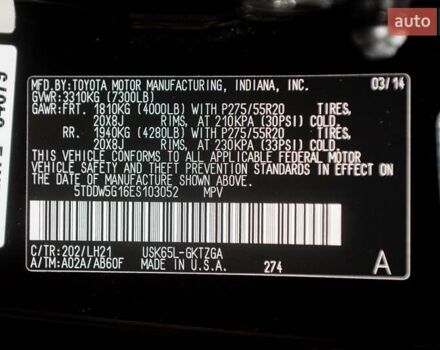 auto
MFD.BY:TOYOTA MOTOR MANUFACTURING, INDIANA, INC. 03/14
GVWR:3310KG (7300LB)
GAWR:FRT. 1810KG (4000LB) WITH P275/55R20 TIRES,
20X8J RIMS, AT 210KPA (30PSI) COLD.
RR. 1940KG (4280LB) WITH P275/55R20 TIRES,
20X8J RIMS, AT 230KPA (33PSI) COLD.
THIS VEHICLE CONFORMS TO ALL APPLICABLE FEDERAL MOTOR
VEHICLE SAFETY AND THEFT PREVENTION STANDARDS IN
EFFECT ON THE DATE OF MANUFACTURE SHOWN ABOVE.
5TDDW5G16ES103052 MPV
C/TR:202/LH21 USK65L-GKTZGA
A/TM:A02A/AB60F MADE IN U.S.A. 274 A